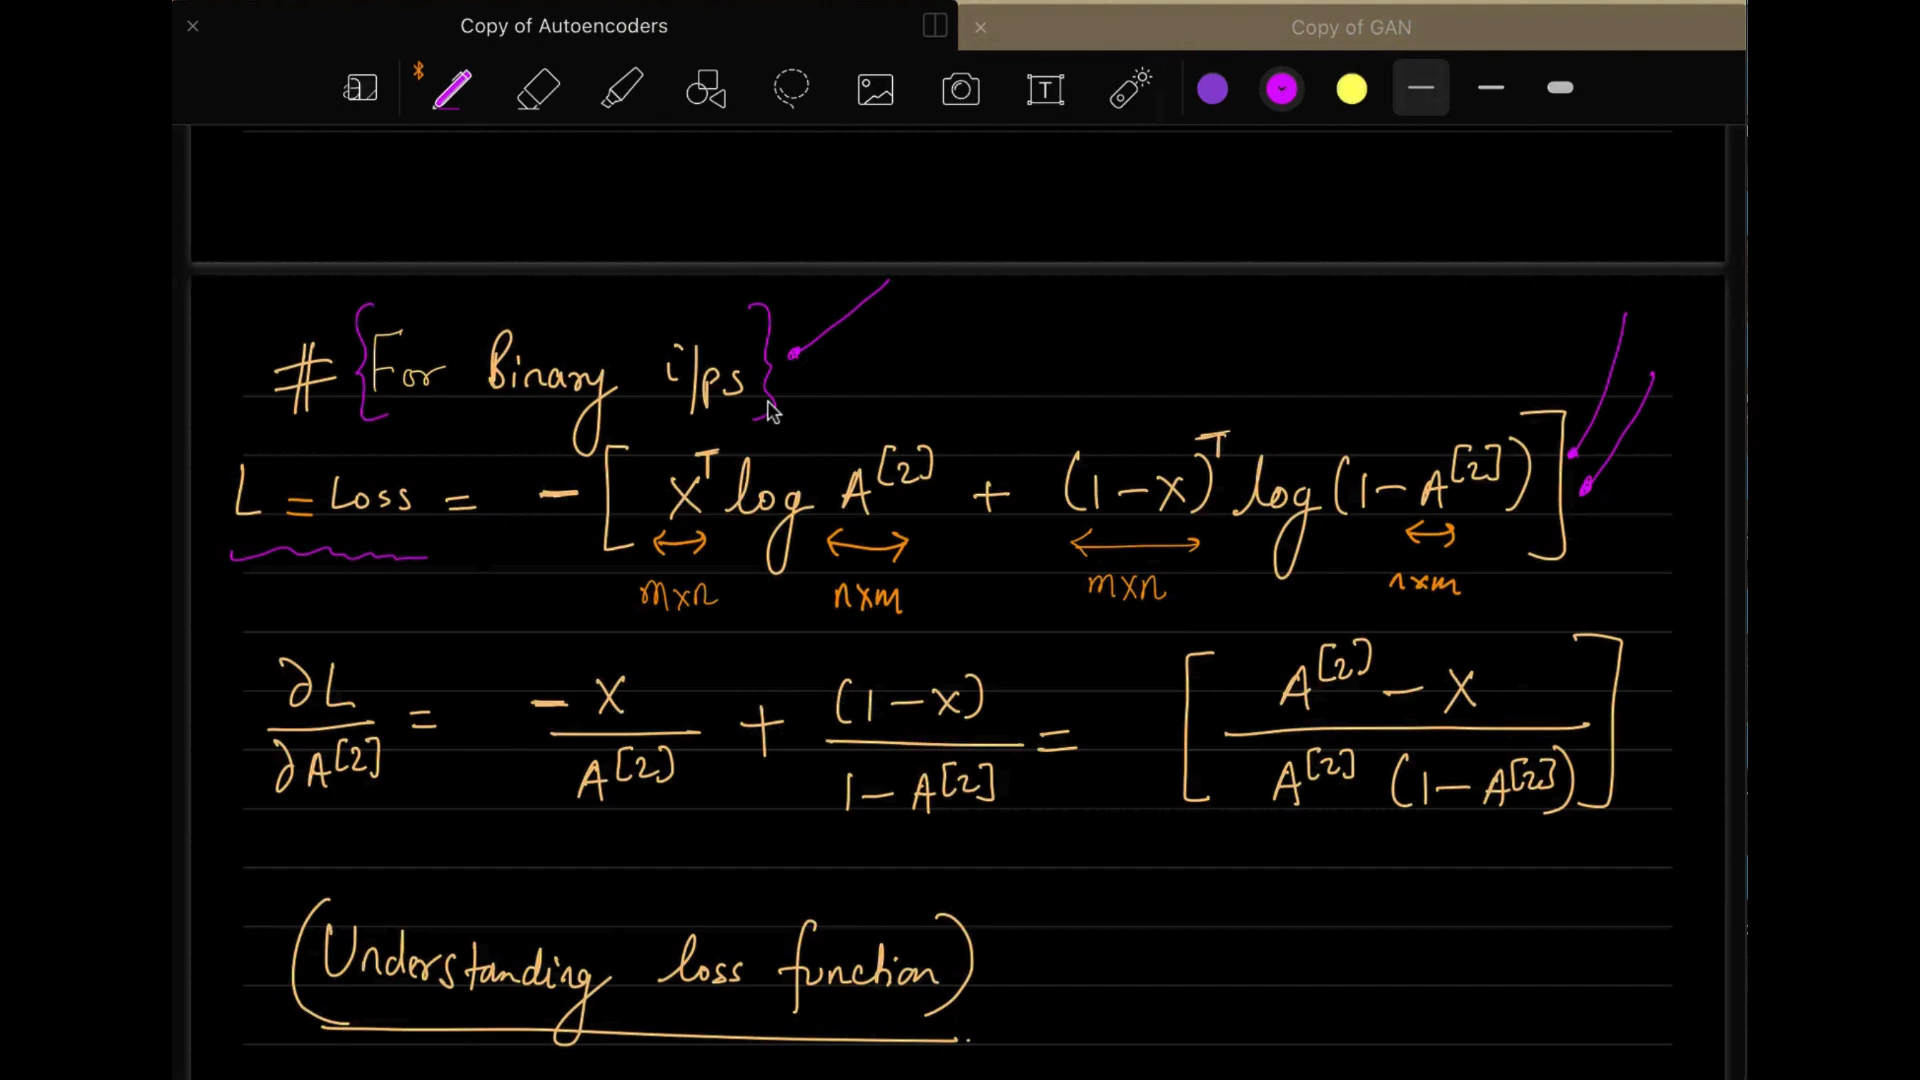 Copy of Autoencoders
Copy of GAN
# {For Binary i/ps}
L = Loss = - [ X^T log A^[2] + (1-X)^T log (1-A^[2]) ]
m×n n×m m×n n×m
∂L/∂A^[2] = -X/A^[2] + (1-X)/(1-A^[2]) = [ (A^[2] - X)/(A^[2] (1-A^[2])) ]
(Understanding loss function)